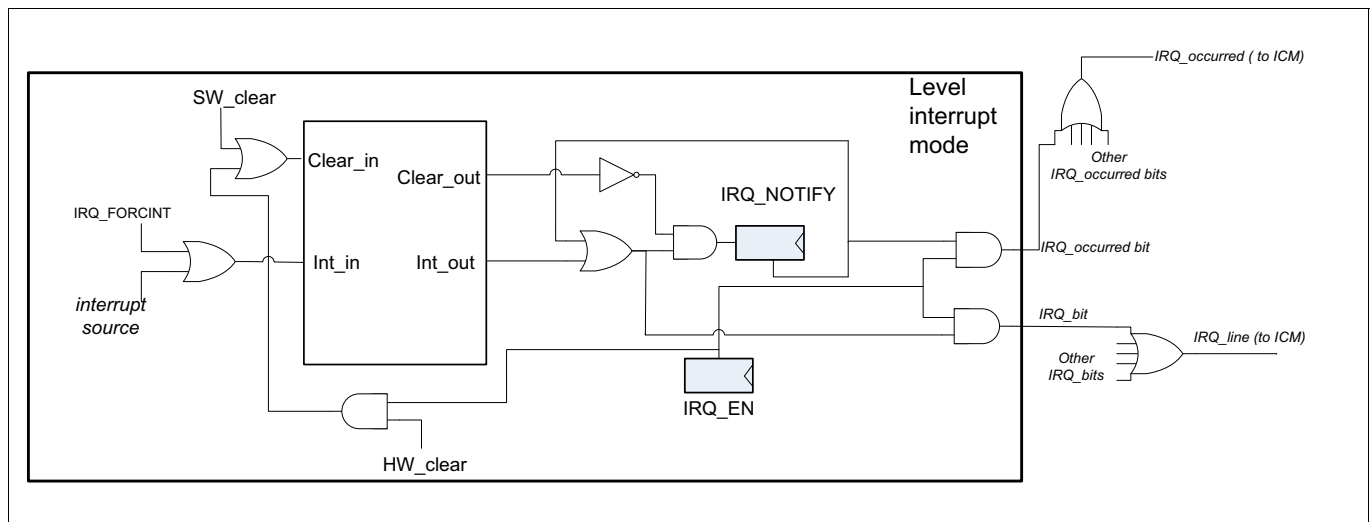 IRQ_occurred ( to ICM)
Level
interrupt
mode
SW_clear
Other
IRQ_occurred bits
Clear_in
Clear_out
IRQ_NOTIFY
IRQ_FORCINT
IRQ_occurred bit
Int_in
Int_out
interrupt
source
IRQ_bit
IRQ_line (to ICM)
Other
IRQ_bits
IRQ_EN
HW_clear